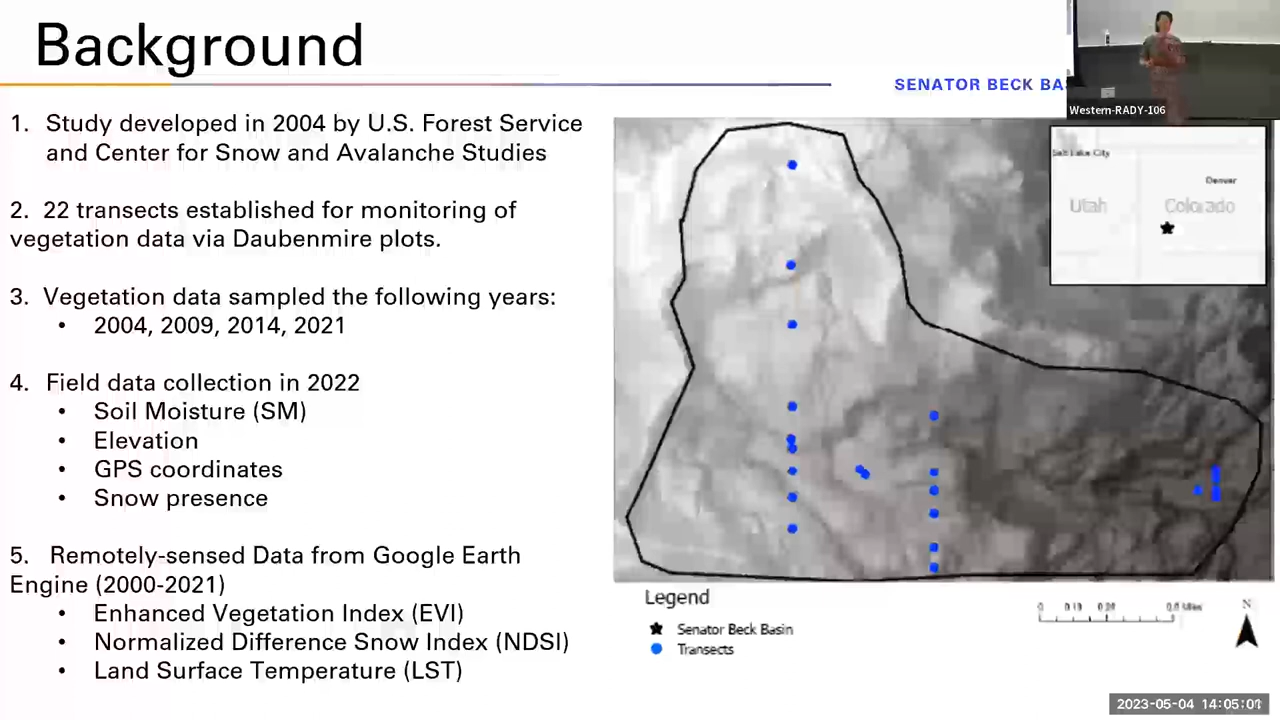 Background
SENATOR BECK BA
Western-RADY-106
1. Study developed in 2004 by U.S. Forest Service
and Center for Snow and Avalanche Studies
2. 22 transects established for monitoring of
vegetation data via Daubenmire plots.
3. Vegetation data sampled the following years:
• 2004, 2009, 2014, 2021
4. Field data collection in 2022
• Soil Moisture (SM)
• Elevation
• GPS coordinates
• Snow presence
5. Remotely-sensed Data from Google Earth
Engine (2000-2021)
• Enhanced Vegetation Index (EVI)
• Normalized Difference Snow Index (NDSI)
• Land Surface Temperature (LST)
Salt Lake City
Denver
Utah
Colorado
Legend
Senator Beck Basin
Transects
0
Miles
N
2023-05-04 14:05:01